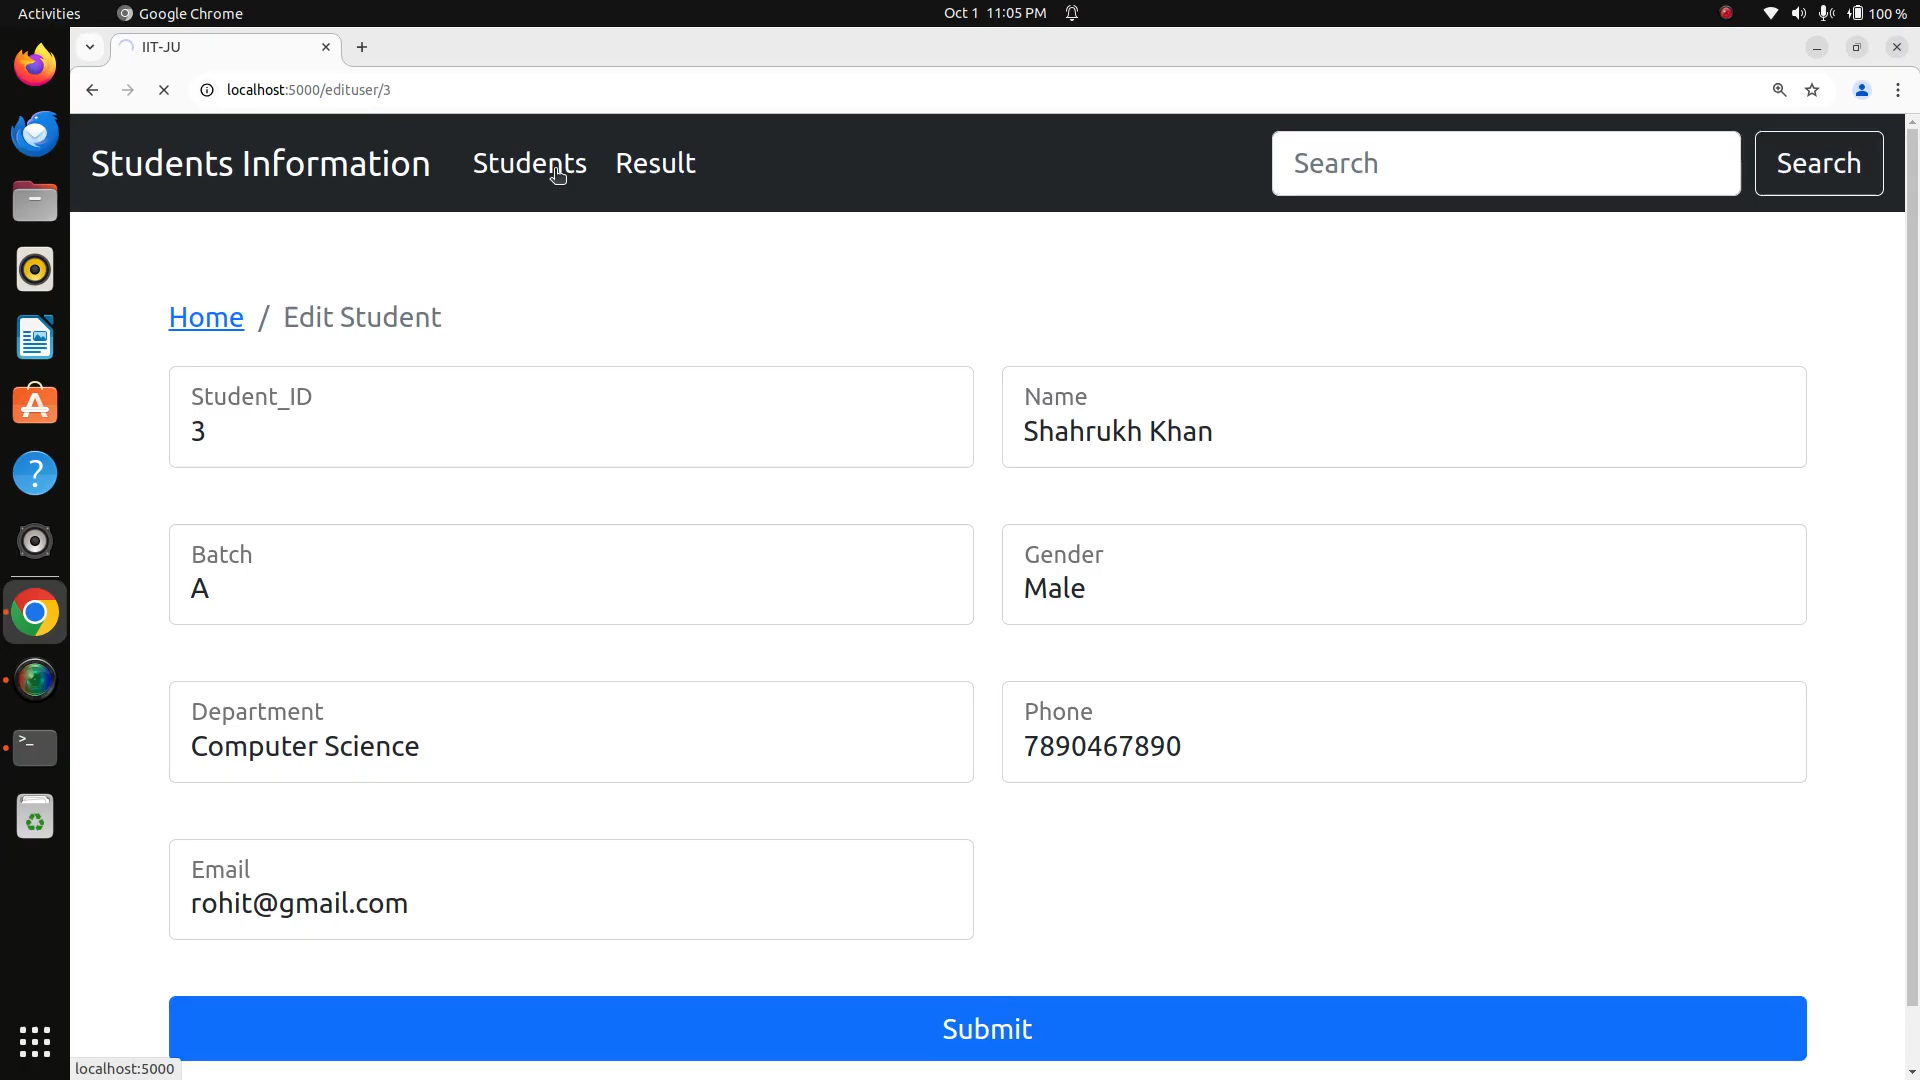 Activities Google Chrome Oct 1 11:05 PM 100 %
IIT-JU
localhost:5000/edituser/3
Students Information Students Result Search Search
Home / Edit Student
Student_ID Name
3 Shahrukh Khan
Batch Gender
A Male
Department Phone
Computer Science 7890467890
Email
rohit@gmail.com
Submit
localhost:5000